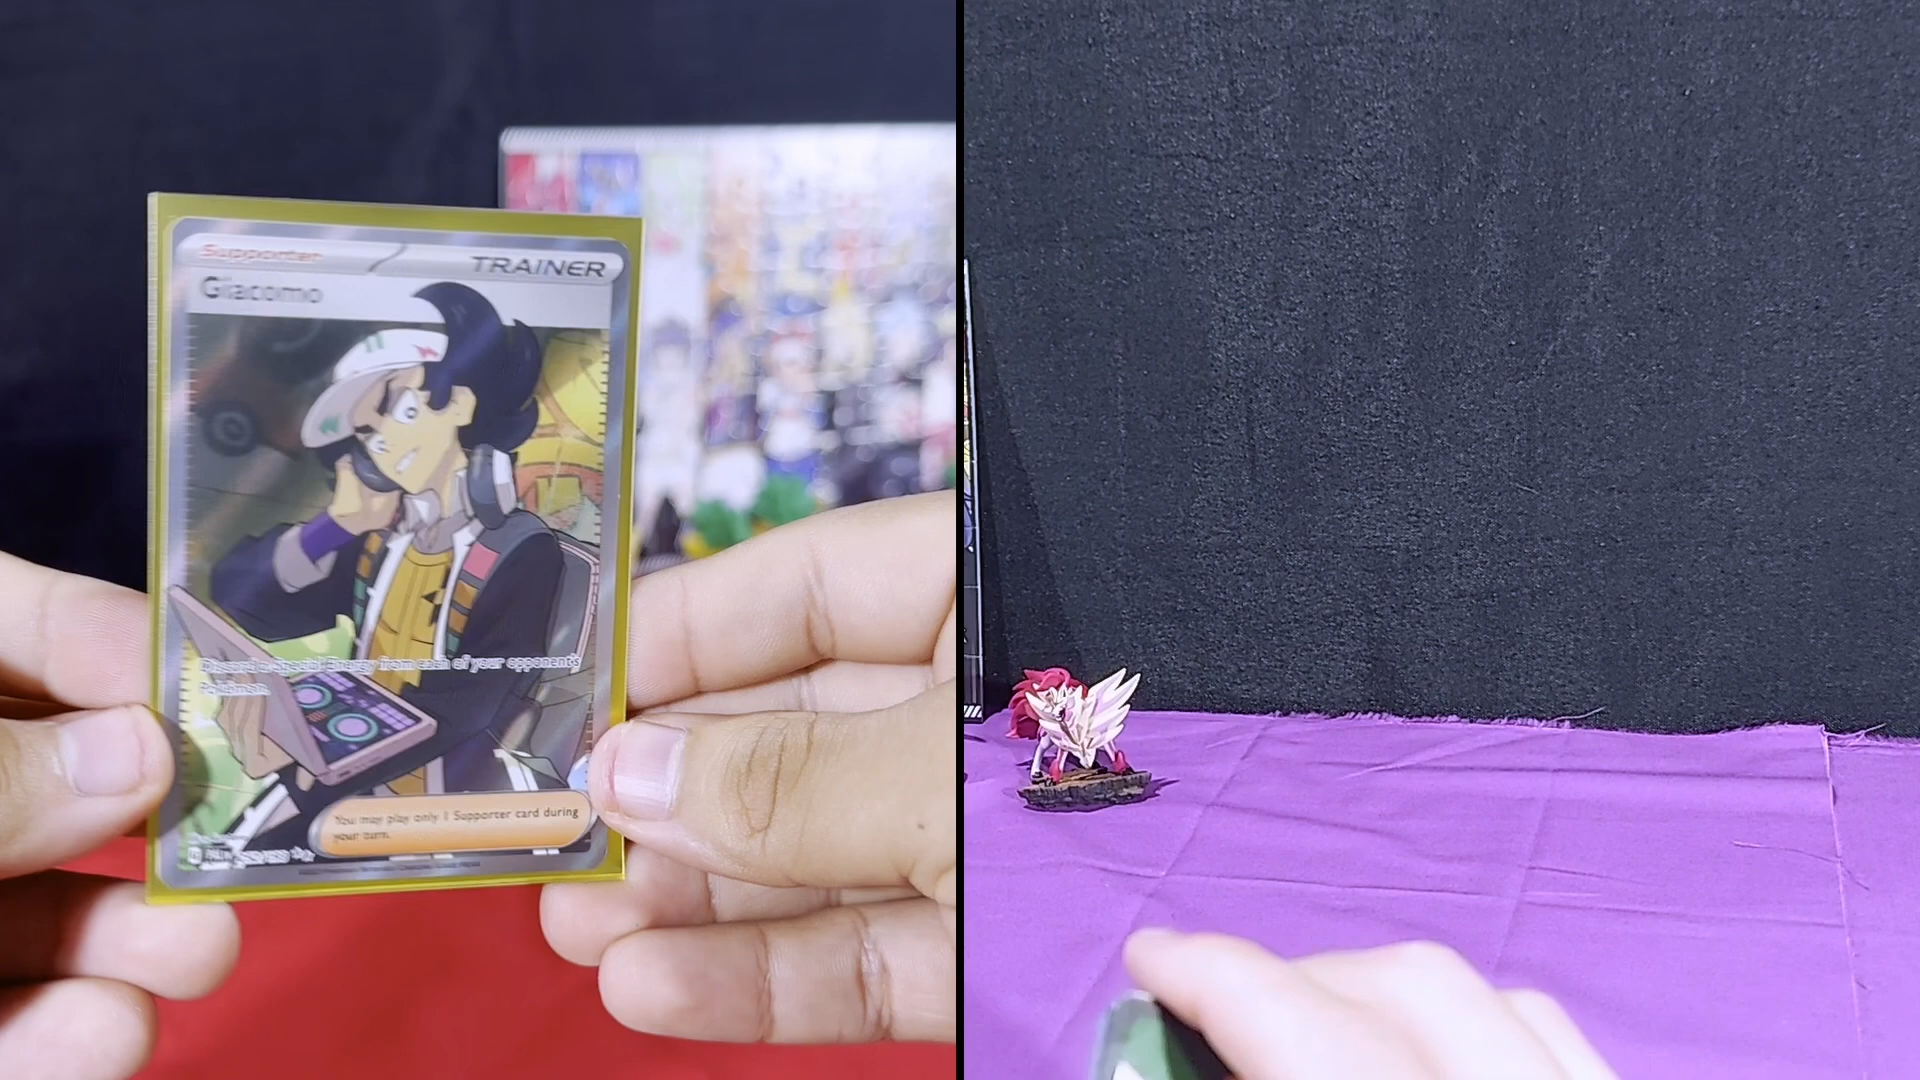 Supporter
TRAINER
Giacomo
Discard a Special Energy from each of your opponent's
Pokémon.
You may play only 1 Supporter card during
your turn.